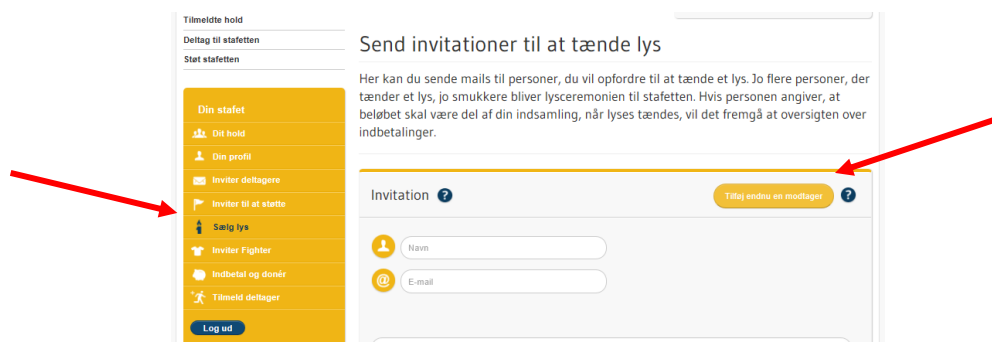 Tilmeldte hold
Deltag til stafetten
Støt stafetten
Din stafet
Dit hold
Din profil
Inviter deltagere
Inviter til at støtte
Sælg lys
Inviter Fighter
Indbetal og donér
Tilmeld deltager
Log ud
Send invitationer til at tænde lys
Her kan du sende mails til personer, du vil opfordre til at tænde et lys. Jo flere personer, der
tænder et lys, jo smukkere bliver lysceremonien til stafetten. Hvis personen angiver, at
beløbet skal være del af din indsamling, når lyses tændes, vil det fremgå at oversigten over
indbetalinger.
Invitation ?
Tilføj endnu en modtager ?
Navn
@ E-mail